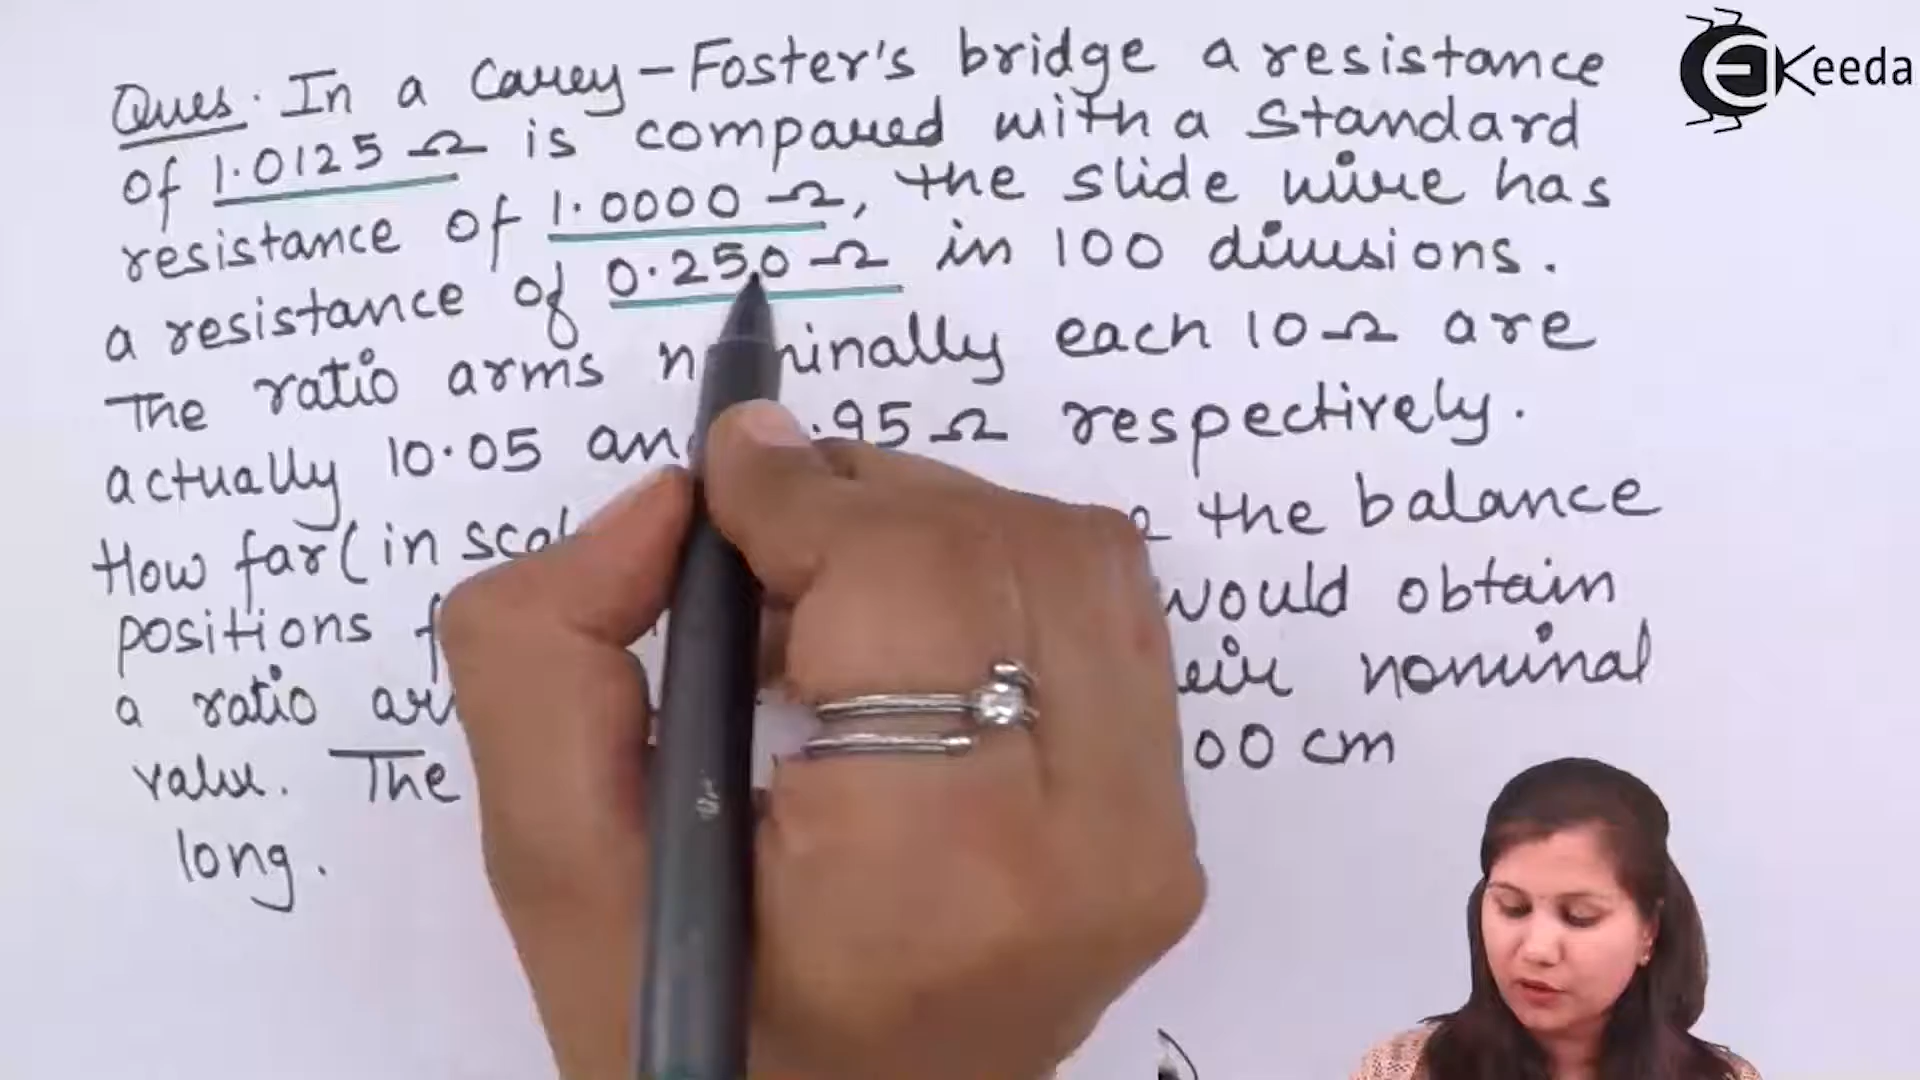 Ques. In a Carey-Foster's bridge a resistance
of 1.0125 Ω is compared with a standard
resistance of 1.0000 Ω, the slide wire has
a resistance of 0.250 Ω in 100 divisions.
The ratio arms nominally each 10 Ω are
actually 10.05 and .95 Ω respectively.
How far (in scal the balance
positions would obtain
a ratio nominal
value. The 00 cm
long.
EKeeda